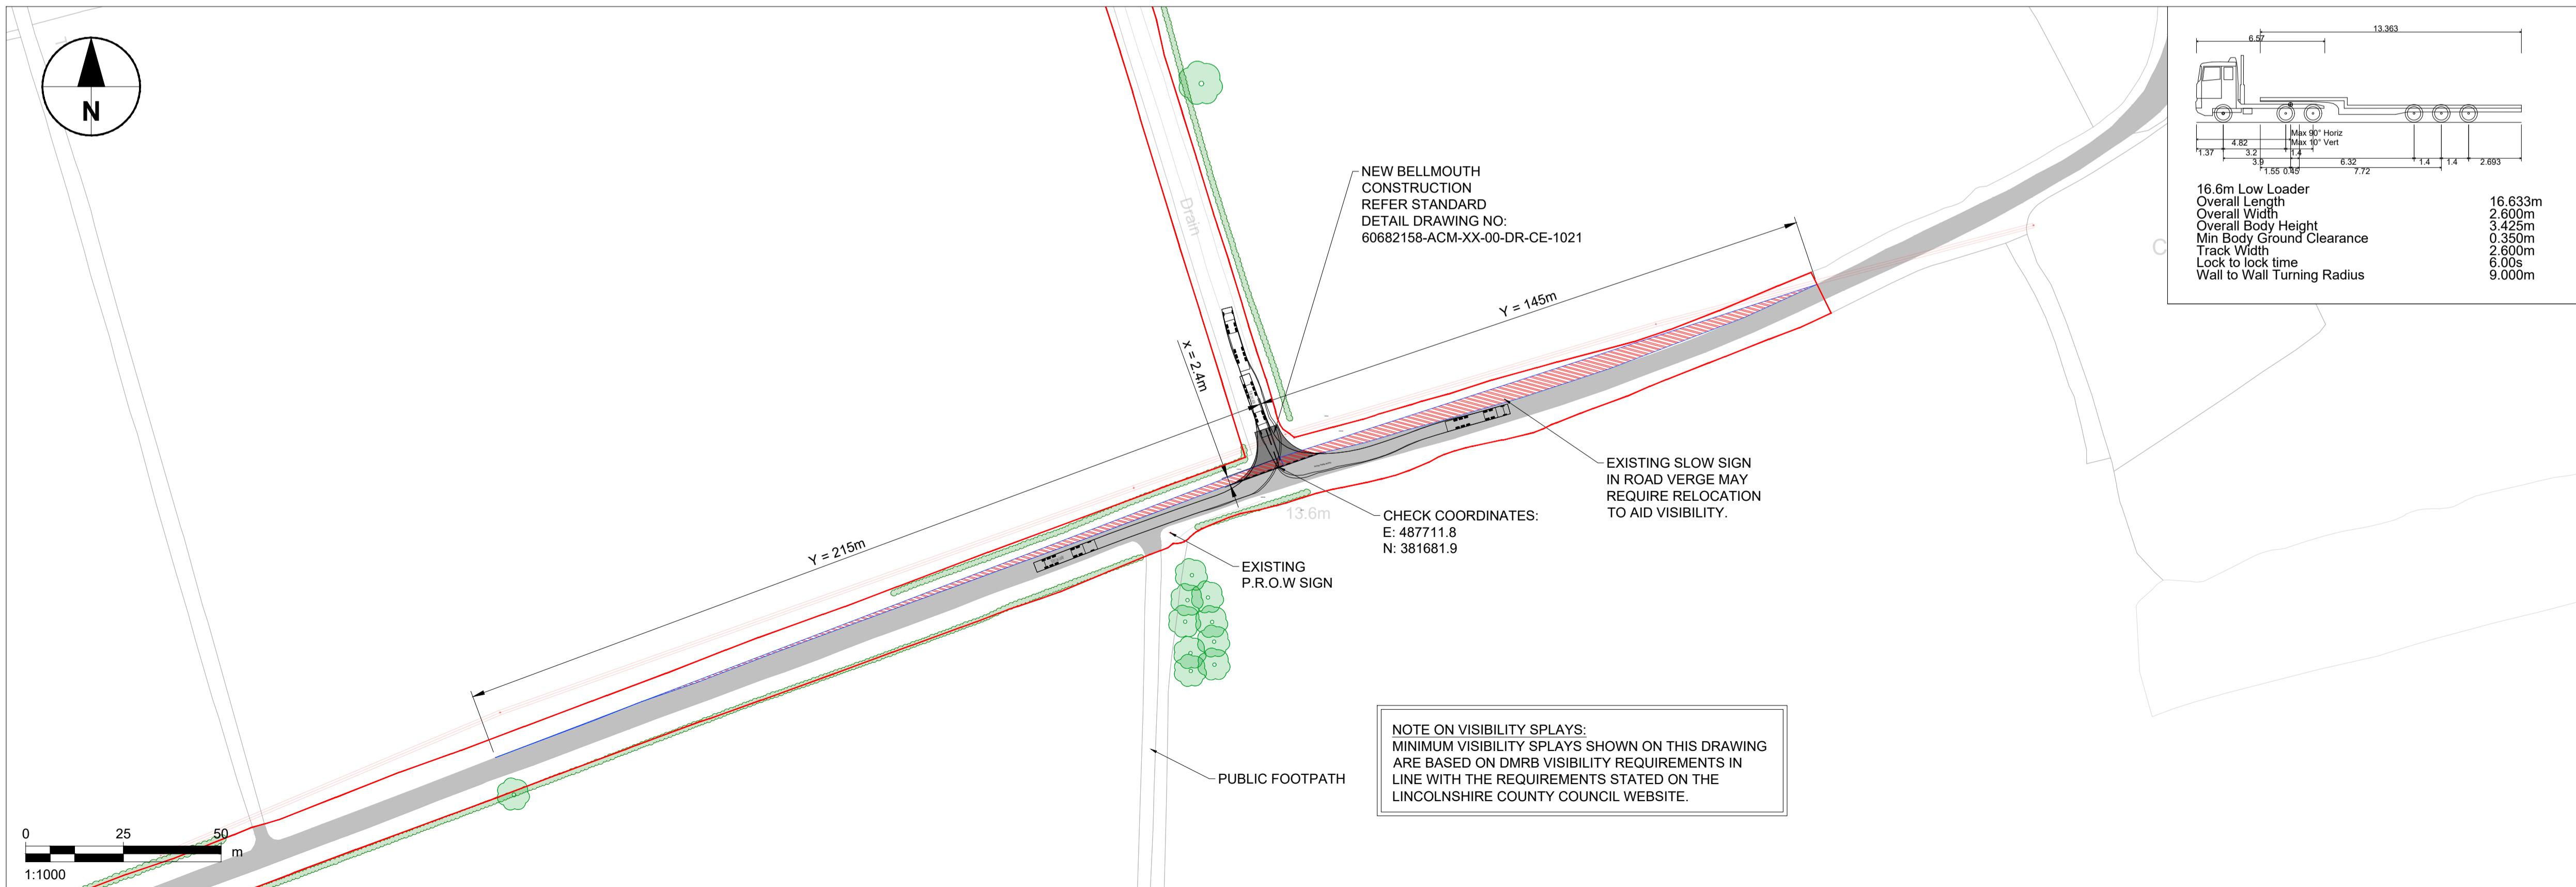 N
Drain
NEW BELLMOUTH
CONSTRUCTION
REFER STANDARD
DETAIL DRAWING NO:
60682158-ACM-XX-00-DR-CE-1021
Y = 145m
x = 2.4m
Y = 215m
EXISTING SLOW SIGN
IN ROAD VERGE MAY
REQUIRE RELOCATION
TO AID VISIBILITY.
13.6m
CHECK COORDINATES:
E: 487711.8
N: 381681.9
EXISTING
P.R.O.W SIGN
PUBLIC FOOTPATH
NOTE ON VISIBILITY SPLAYS:
MINIMUM VISIBILITY SPLAYS SHOWN ON THIS DRAWING
ARE BASED ON DMRB VISIBILITY REQUIREMENTS IN
LINE WITH THE REQUIREMENTS STATED ON THE
LINCOLNSHIRE COUNTY COUNCIL WEBSITE.
0 25 50
m
1:1000
C
13.363
6.57
Max 90° Horiz
Max 10° Vert
4.82
1.37 3.2 1.4
3.9 6.32 1.4 1.4 2.693
1.55 0.45 7.72
16.6m Low Loader
Overall Length 16.633m
Overall Width 2.600m
Overall Body Height 3.425m
Min Body Ground Clearance 0.350m
Track Width 2.600m
Lock to lock time 6.00s
Wall to Wall Turning Radius 9.000m